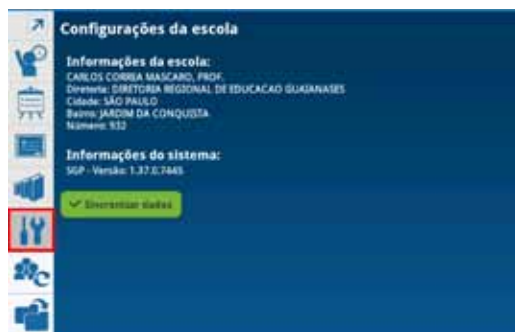 Configurações da escola
Informações da escola:
CARLOS CORREA MASCARO, PROF.
Diretoria: DIRETORIA REGIONAL DE EDUCACAO GUAIANASES
Cidade: SÃO PAULO
Bairro: JARDIM DA CONQUISTA
Número: 932
Informações do sistema:
SGP - Versão: 1.37.0.7445
Sincronizar dados